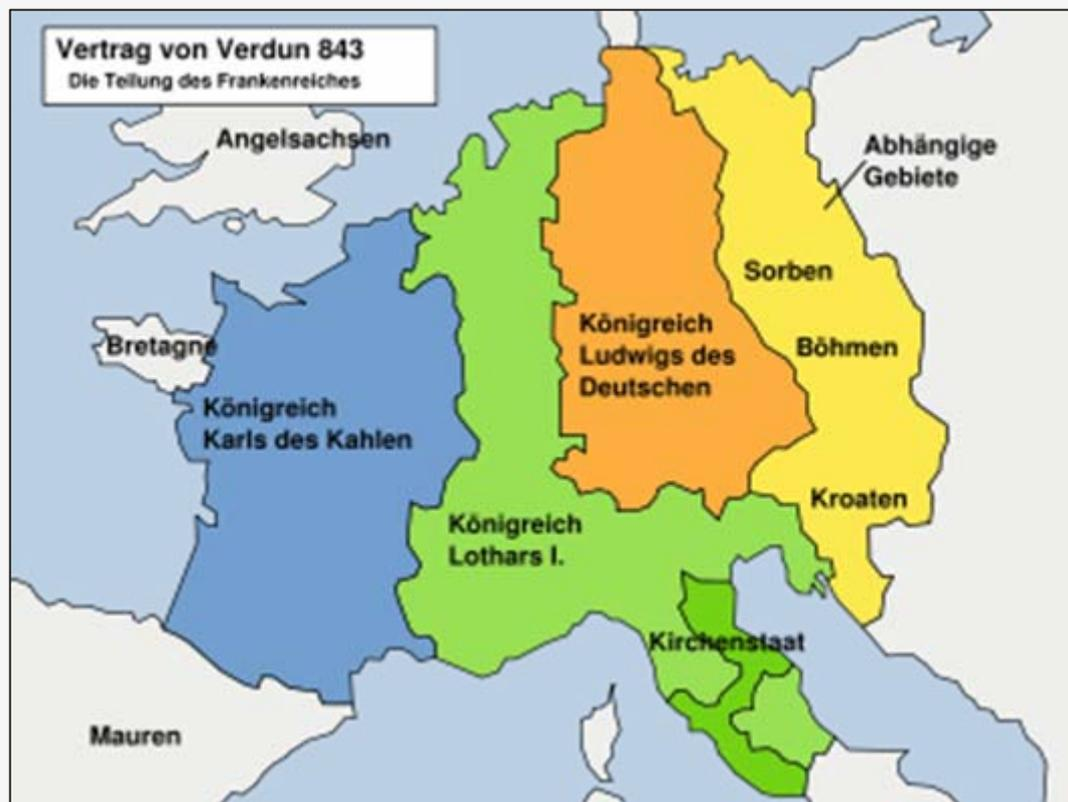 Vertrag von Verdun 843
Die Teilung des Frankenreiches
Angelsachsen
Abhängige
Gebiete
Sorben
Bretagne
Königreich
Ludwigs des
Deutschen
Böhmen
Königreich
Karls des Kahlen
Kroaten
Königreich
Lothars I.
Kirchenstaat
Mauren